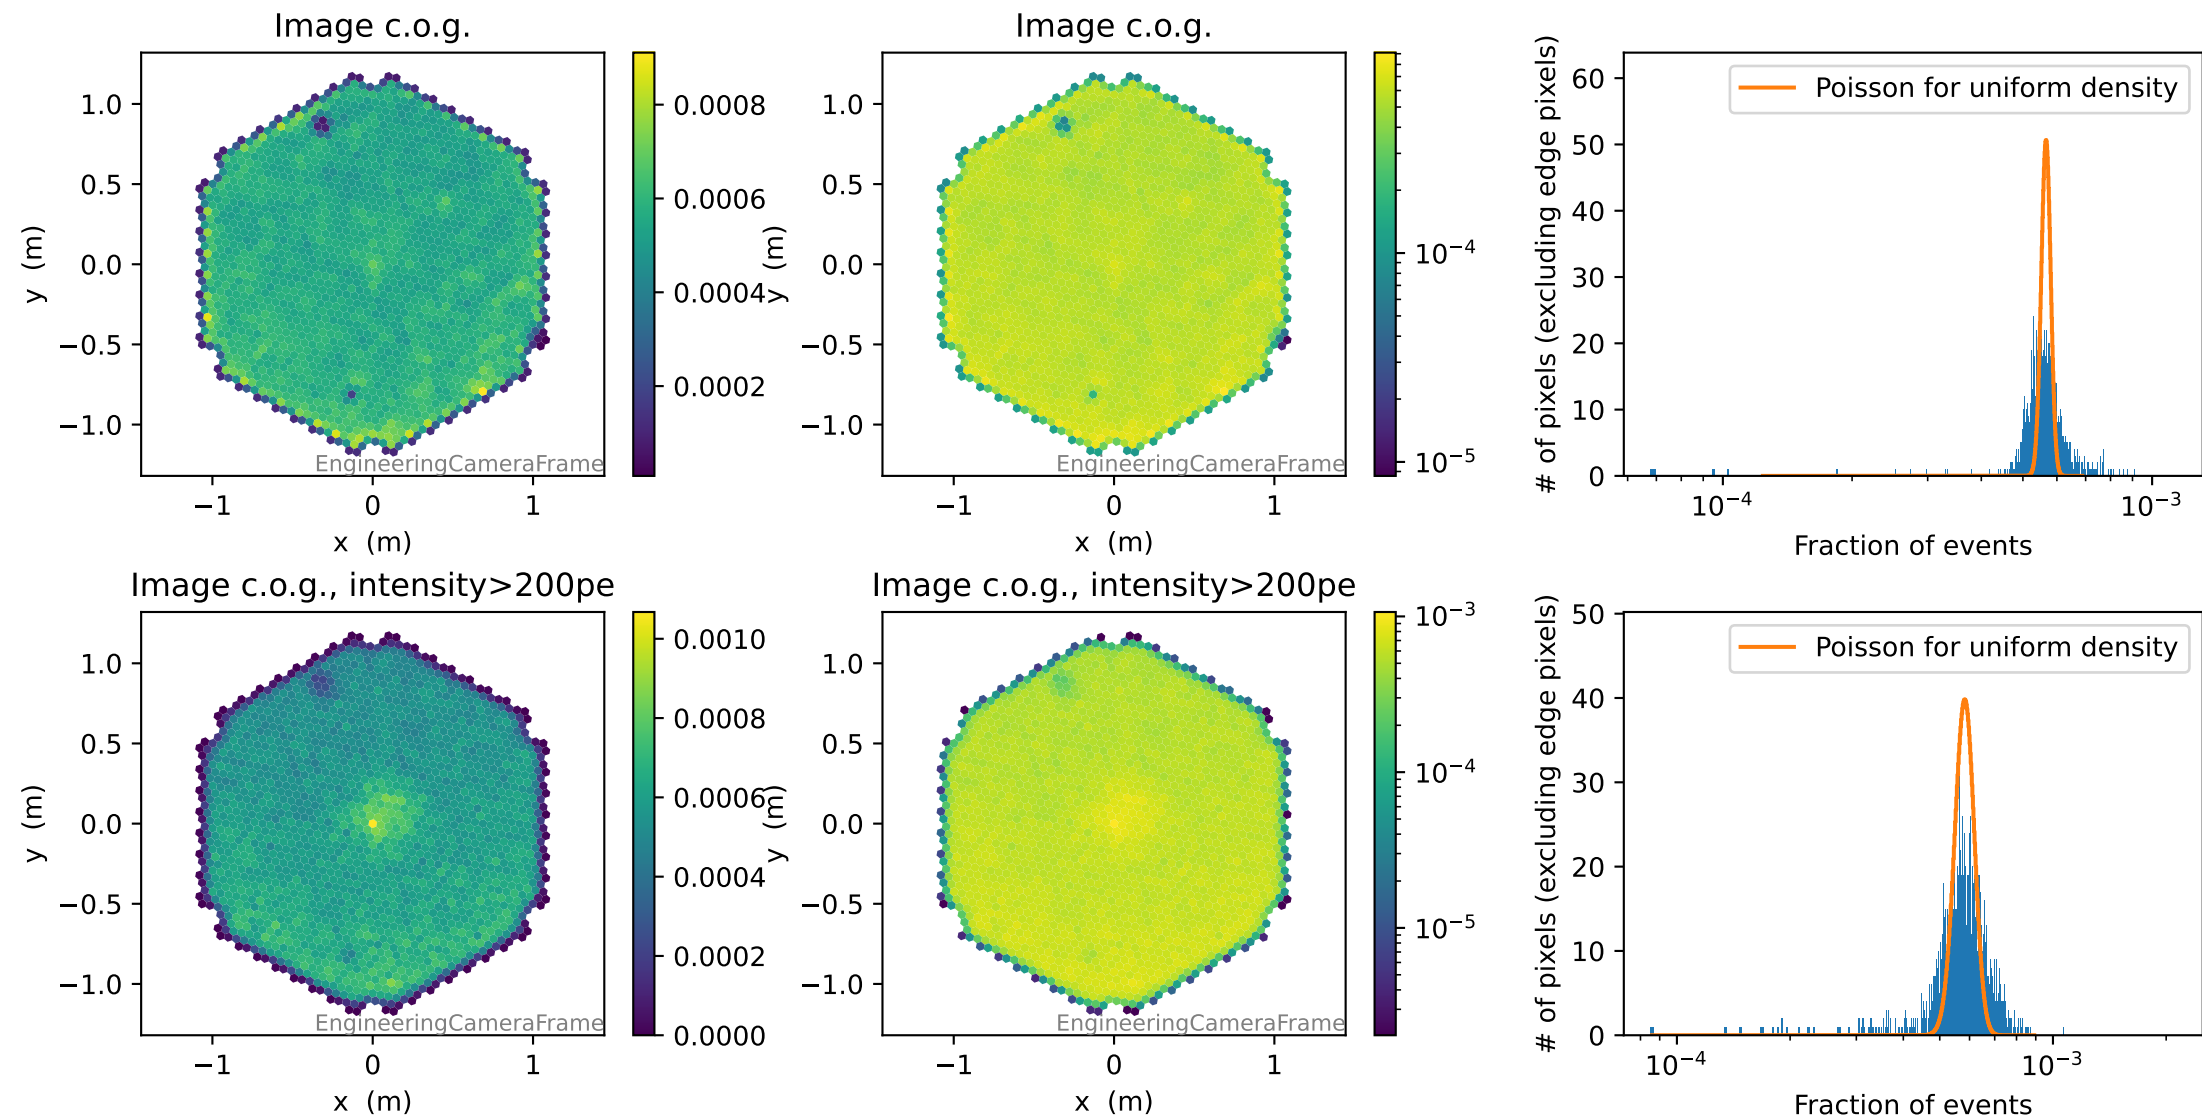 Image c.o.g.
1.0
0.5
0.0
−0.5
−1.0
y (m)
−1 0 1
x (m)
EngineeringCameraFrame
0.0008
0.0006
0.0004
0.0002
Image c.o.g.
1.0
0.5
0.0
−0.5
−1.0
y (m)
−1 0 1
x (m)
EngineeringCameraFrame
10−4
10−5
60
50
40
30
20
10
0
# of pixels (excluding edge pixels)
Poisson for uniform density
10−4 10−3
Fraction of events
Image c.o.g., intensity>200pe
1.0
0.5
0.0
−0.5
−1.0
y (m)
−1 0 1
x (m)
EngineeringCameraFrame
0.0010
0.0008
0.0006
0.0004
0.0002
0.0000
Image c.o.g., intensity>200pe
1.0
0.5
0.0
−0.5
−1.0
y (m)
−1 0 1
x (m)
EngineeringCameraFrame
10−3
10−4
10−5
50
40
30
20
10
0
# of pixels (excluding edge pixels)
Poisson for uniform density
10−4 10−3
Fraction of events